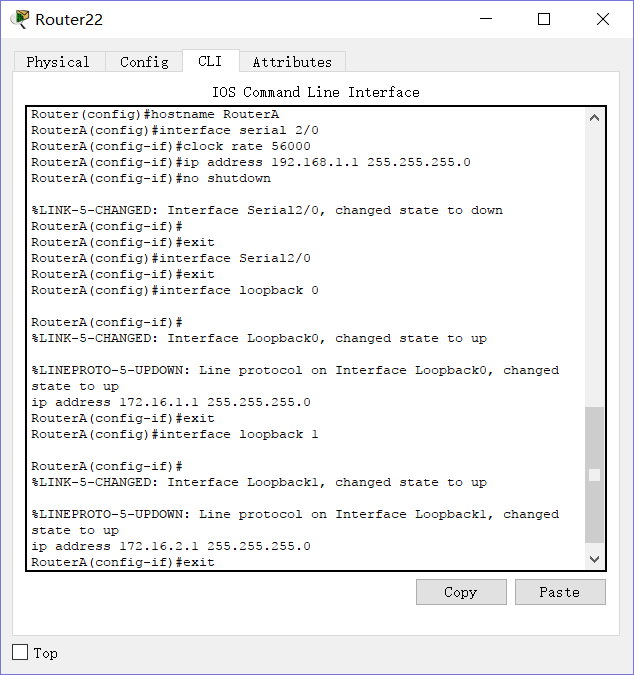 Router22
Physical Config CLI Attributes
IOS Command Line Interface
Router(config)#hostname RouterA
RouterA(config)#interface serial 2/0
RouterA(config-if)#clock rate 56000
RouterA(config-if)#ip address 192.168.1.1 255.255.255.0
RouterA(config-if)#no shutdown
%LINK-5-CHANGED: Interface Serial2/0, changed state to down
RouterA(config-if)#
RouterA(config-if)#exit
RouterA(config)#interface Serial2/0
RouterA(config-if)#exit
RouterA(config)#interface loopback 0
RouterA(config-if)#
%LINK-5-CHANGED: Interface Loopback0, changed state to up
%LINEPROTO-5-UPDOWN: Line protocol on Interface Loopback0, changed
state to up
ip address 172.16.1.1 255.255.255.0
RouterA(config-if)#exit
RouterA(config)#interface loopback 1
RouterA(config-if)#
%LINK-5-CHANGED: Interface Loopback1, changed state to up
%LINEPROTO-5-UPDOWN: Line protocol on Interface Loopback1, changed
state to up
ip address 172.16.2.1 255.255.255.0
RouterA(config-if)#exit
Copy Paste
Top